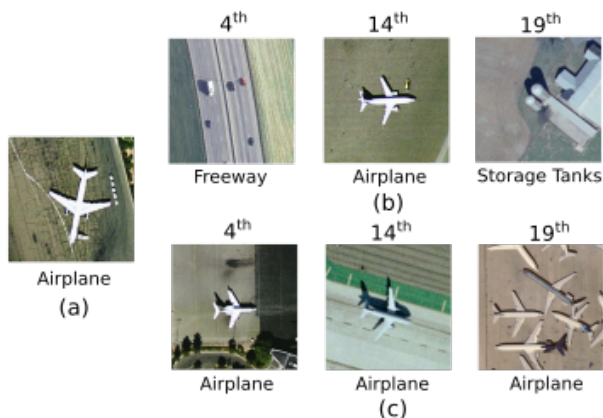 4th 14th 19th
Freeway Airplane Storage Tanks
(b)
Airplane
(a)
4th 14th 19th
Airplane Airplane Airplane
(c)